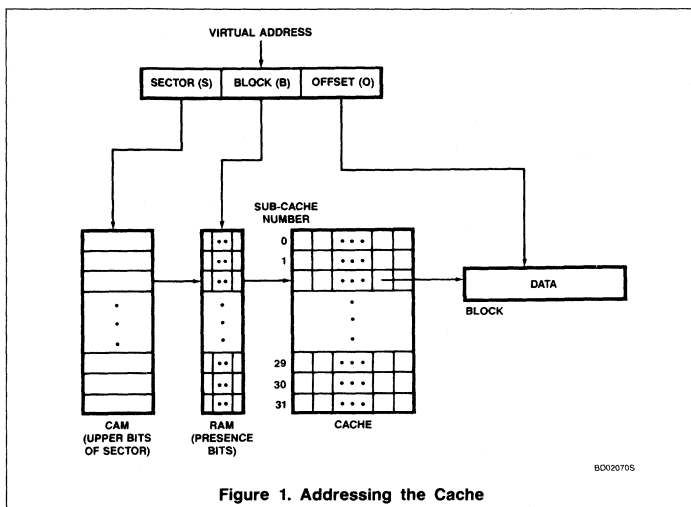 VIRTUAL ADDRESS
SECTOR (S) BLOCK (B) OFFSET (O)
SUB-CACHE
NUMBER
0
1
DATA
BLOCK
29
30
31
CAM
(UPPER BITS
OF SECTOR)
RAM
(PRESENCE
BITS)
CACHE
BD02070S
Figure 1. Addressing the Cache